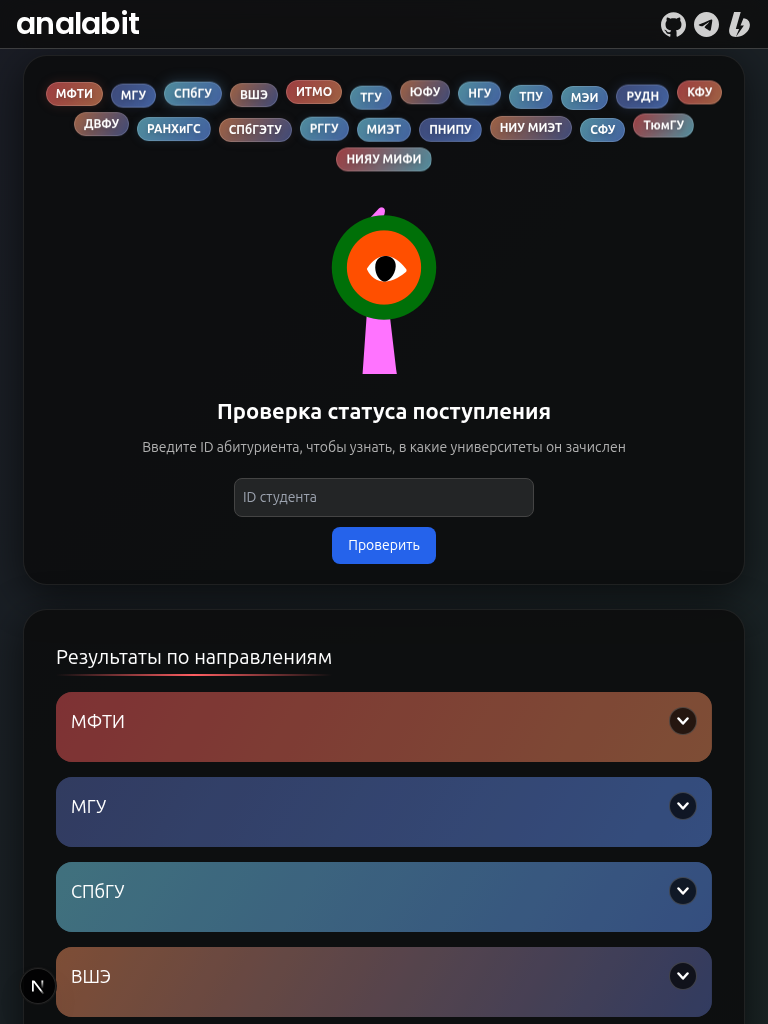 analabit
МФТИ МГУ СПбГУ ВШЭ ИТМО ТГУ ЮФУ НГУ ТПУ МЭИ РУДН КФУ
ДВФУ РАНХиГС СПбГЭТУ РГГУ МИЭТ ПНИПУ НИУ МИЭТ СФУ ТюмГУ
НИЯУ МИФИ
Проверка статуса поступления
Введите ID абитуриента, чтобы узнать, в какие университеты он зачислен
ID студента
Проверить
Результаты по направлениям
МФТИ
МГУ
СПбГУ
ВШЭ
N